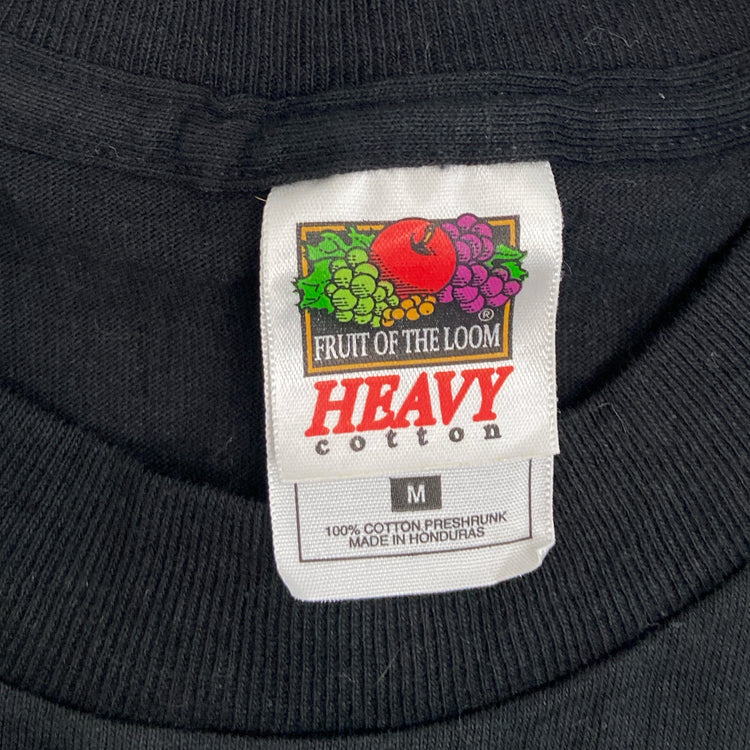 ®
FRUIT OF THE LOOM
HEAVY
cotton
M
100% COTTON PRESHRUNK
MADE IN HONDURAS